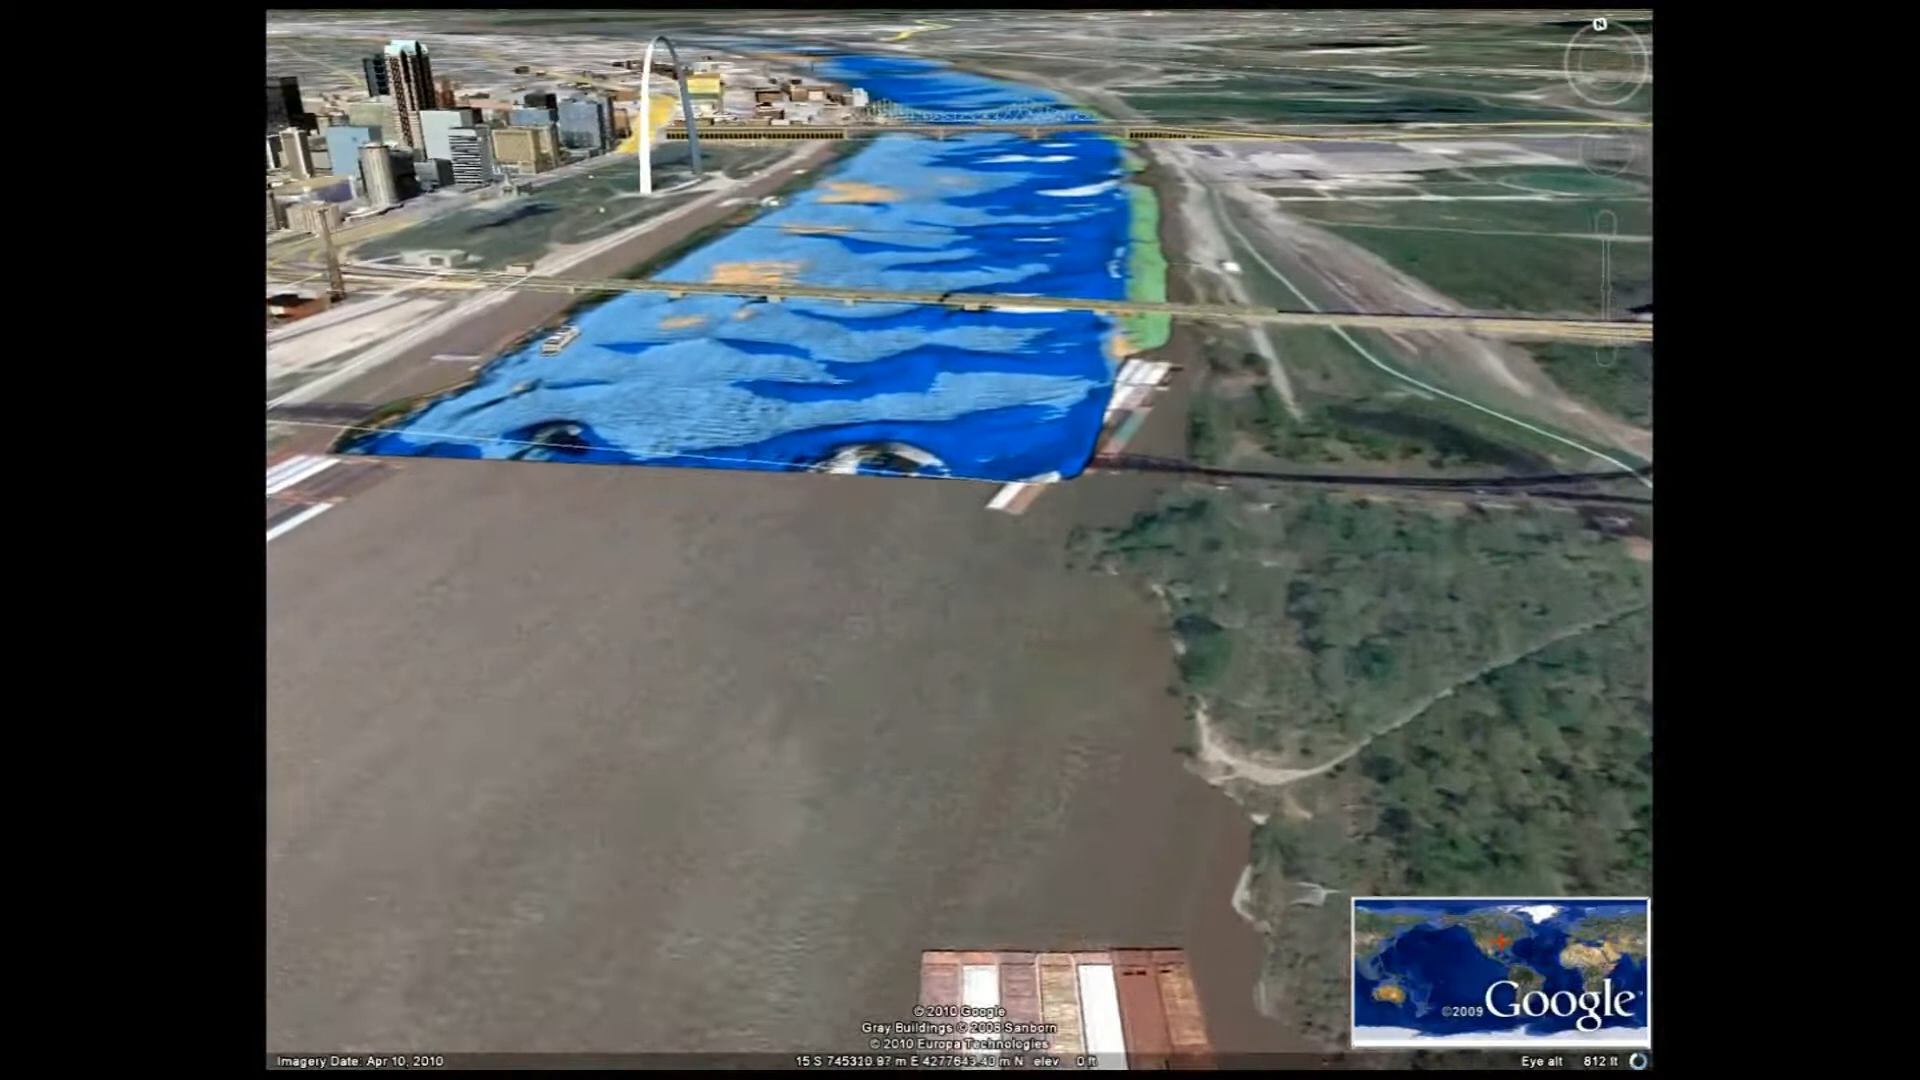 N
©2009 Google
© 2010 Google
Gray Buildings © 2008 Sanborn
© 2010 Europa Technologies
Imagery Date: Apr 10, 2010 15 S 745310.97 m E 4277643.40 m N elev 0 ft Eye alt 812 ft